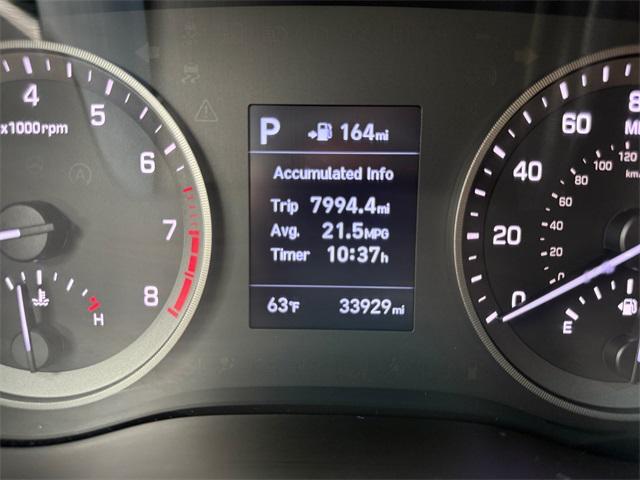 4
5
x1000rpm
6
7
8
H
P 164mi
Accumulated Info
Trip 7994.4mi
Avg. 21.5MPG
Timer 10:37h
63°F 33929mi
60
40
20
0
120
100
80
60
40
20
0
E